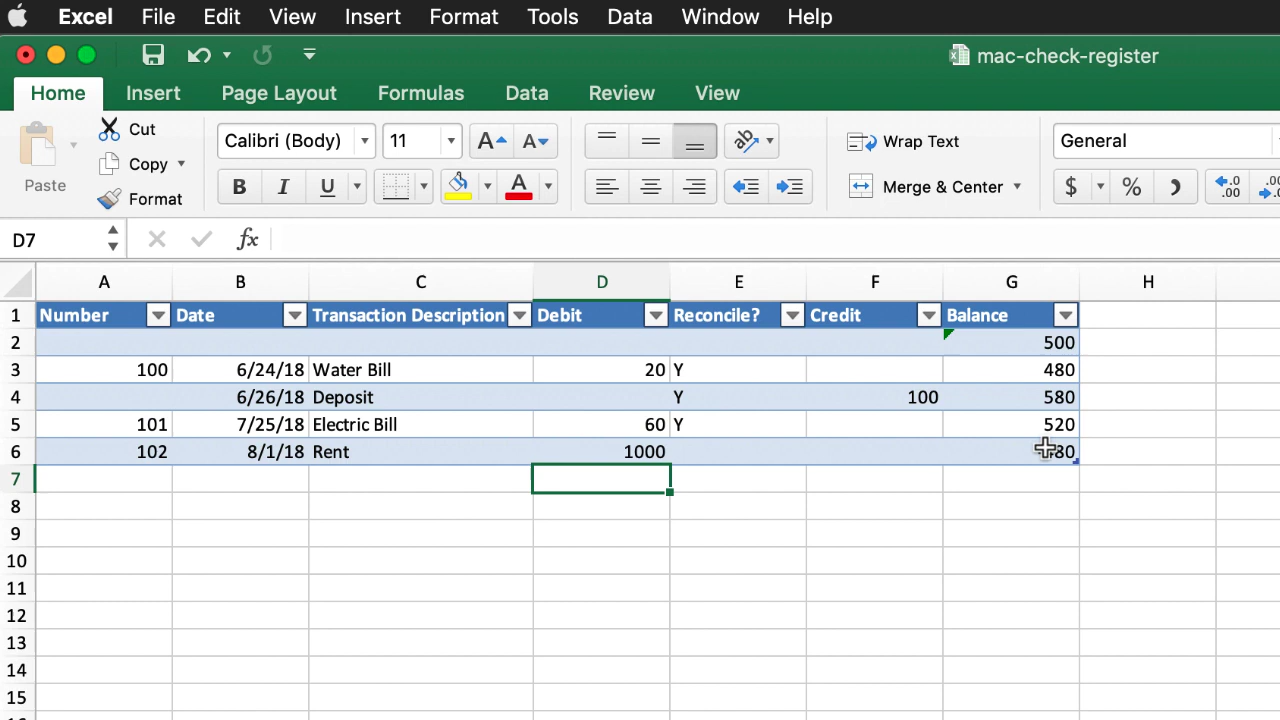 Excel File Edit View Insert Format Tools Data Window Help
mac-check-register
Home Insert Page Layout Formulas Data Review View
Paste
Cut
Copy
Format
Calibri (Body) 11 A A
B I U A
Wrap Text
Merge & Center
General
$ % .00
D7 fx
A B C D E F G H
1 Number Date Transaction Description Debit Reconcile? Credit Balance
2 500
3 100 6/24/18 Water Bill 20 Y 480
4 6/26/18 Deposit Y 100 580
5 101 7/25/18 Electric Bill 60 Y 520
6 102 8/1/18 Rent 1000
7
8
9
10
11
12
13
14
15